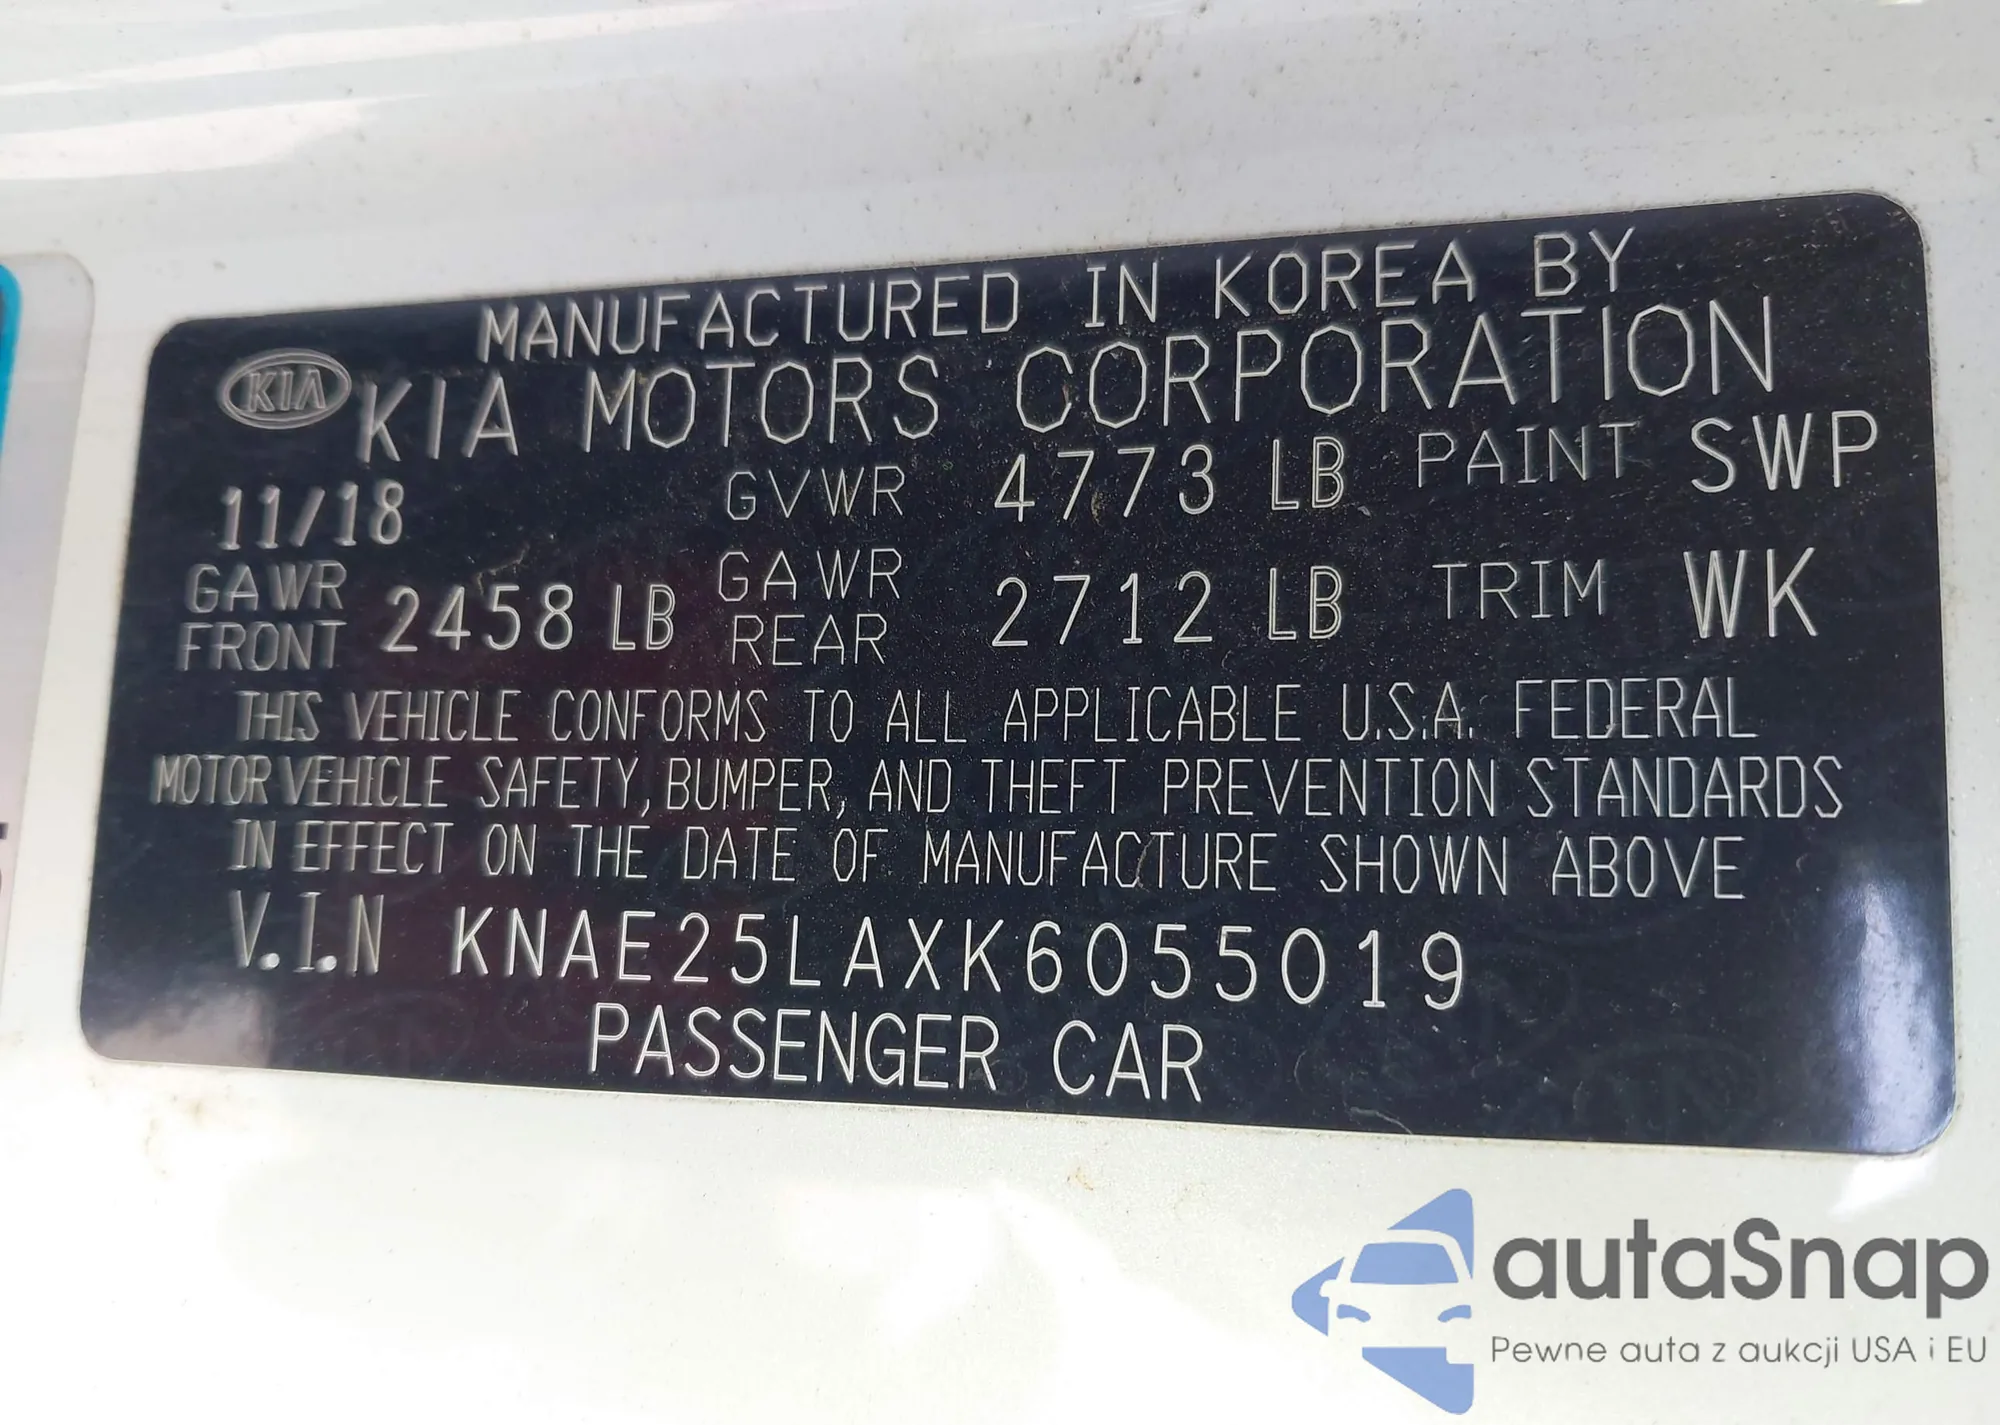 MANUFACTURED IN KOREA BY
KIA KIA MOTORS CORPORATION
11/18 GVWR 4773 LB PAINT SWP
GAWR FRONT 2458 LB GAWR REAR 2712 LB TRIM WK
THIS VEHICLE CONFORMS TO ALL APPLICABLE U.S.A. FEDERAL
MOTOR VEHICLE SAFETY, BUMPER, AND THEFT PREVENTION STANDARDS
IN EFFECT ON THE DATE OF MANUFACTURE SHOWN ABOVE
V.I.N KNAE25LAXK6055019
PASSENGER CAR
autaSnap
Pewne auta z aukcji USA i EU